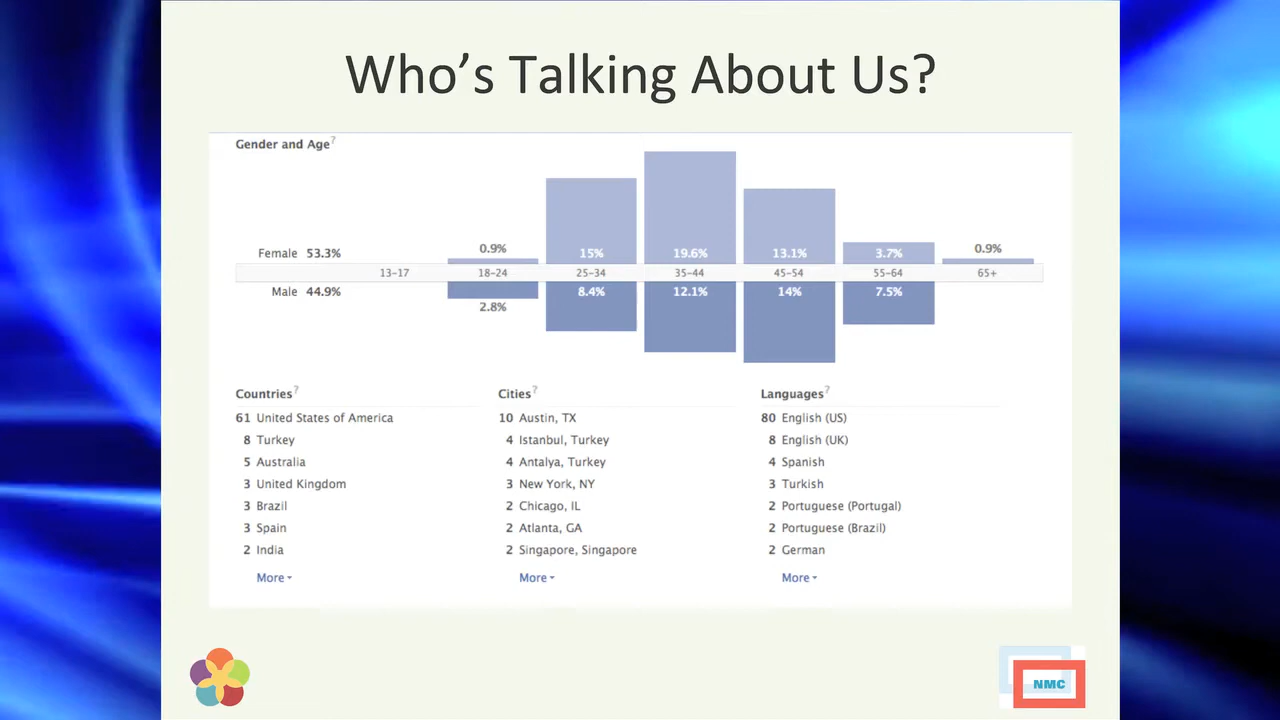 Who's Talking About Us?
Gender and Age?
Female 53.3% 0.9% 15% 19.6% 13.1% 3.7% 0.9%
13-17 18-24 25-34 35-44 45-54 55-64 65+
Male 44.9% 2.8% 8.4% 12.1% 14% 7.5%
Countries?
61 United States of America
8 Turkey
5 Australia
3 United Kingdom
3 Brazil
3 Spain
2 India
More
Cities?
10 Austin, TX
4 Istanbul, Turkey
4 Antalya, Turkey
3 New York, NY
2 Chicago, IL
2 Atlanta, GA
2 Singapore, Singapore
More
Languages?
80 English (US)
8 English (UK)
4 Spanish
3 Turkish
2 Portuguese (Portugal)
2 Portuguese (Brazil)
2 German
More
NMC